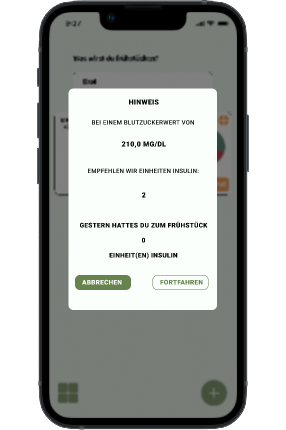 9:27
Was wirst du frühstücken?
HINWEIS
BEI EINEM BLUTZUCKERWERT VON
210,0 MG/DL
EMPFEHLEN WIR EINHEITEN INSULIN:
2
GESTERN HATTES DU ZUM FRÜHSTÜCK
0
EINHEIT(EN) INSULIN
ABBRECHEN
FORTFAHREN